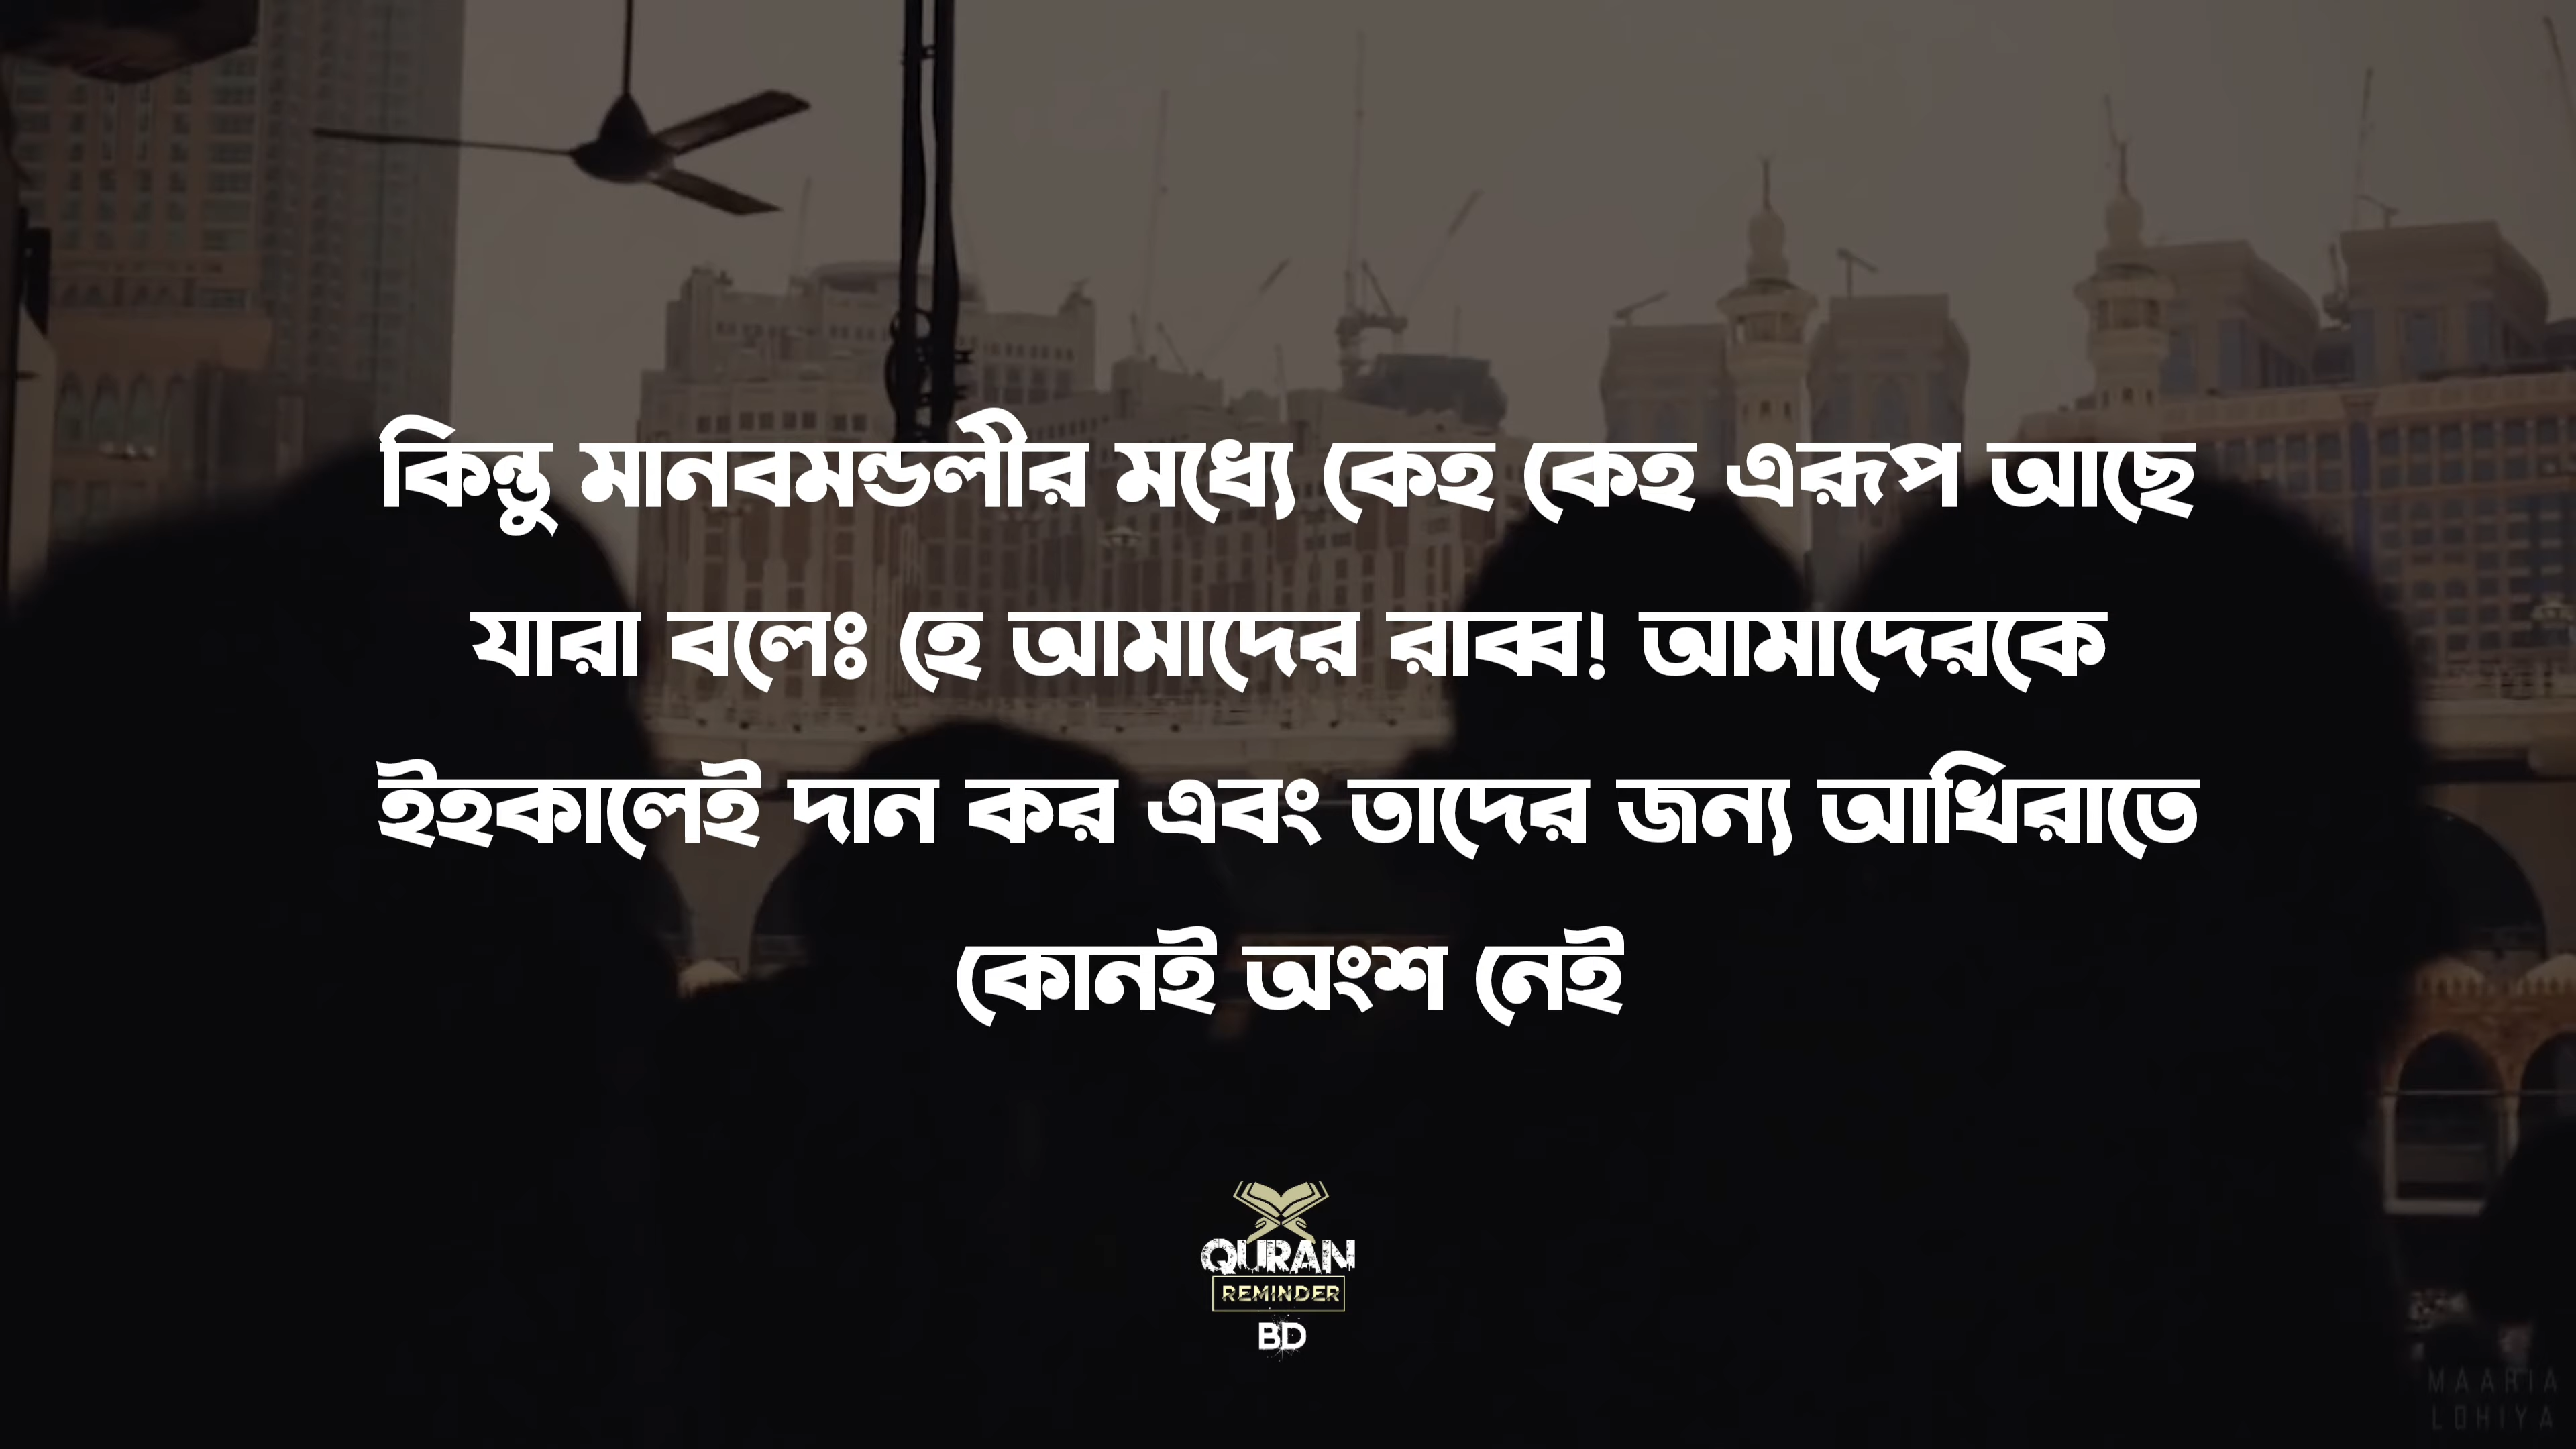 কিন্তু মানবমন্ডলীর মধ্যে কেহ কেহ এরূপ আছে
যারা বলেঃ হে আমাদের রাব্ব! আমাদেরকে
ইহকালেই দান কর এবং তাদের জন্য আখিরাতে
কোনই অংশ নেই
QURAN
REMINDER
BD
MAARIA
LOHIYA